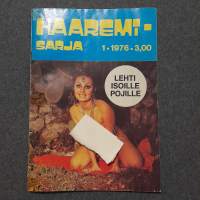 HAAREMI-
SARJA
1 • 1976 • 3,00
LEHTI
ISOILLE
POJILLE